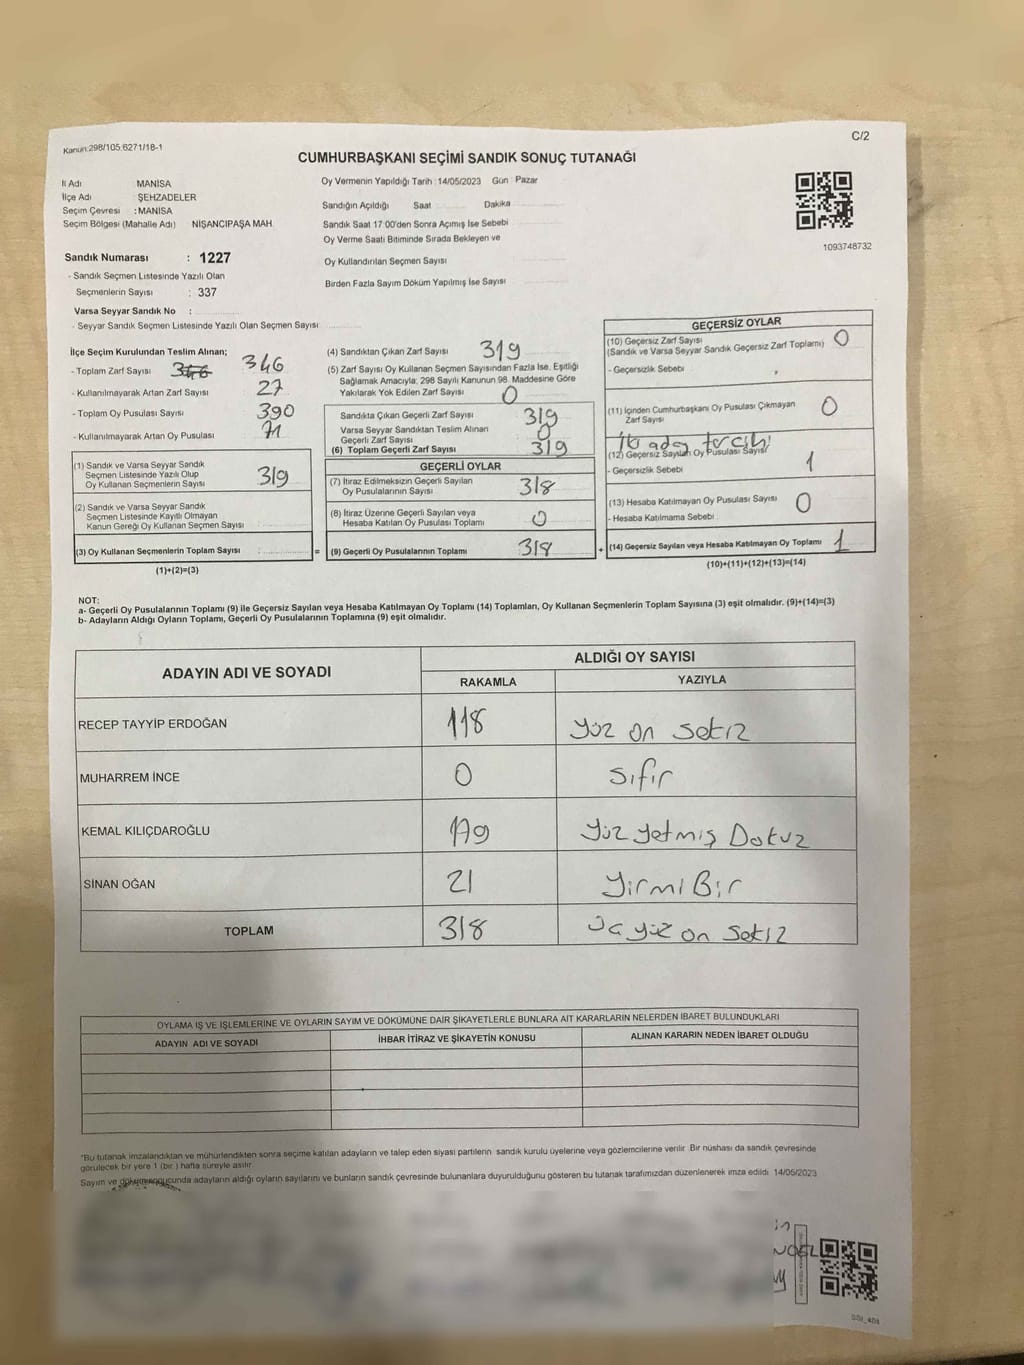 C/2
Kanun:298/105:6271/18-1
CUMHURBAŞKANI SEÇİMİ SANDIK SONUÇ TUTANAĞI
İl Adı MANİSA
İlçe Adı ŞEHZADELER
Seçim Çevresi : MANİSA
Seçim Bölgesi (Mahalle Adı) NİŞANCIPAŞA MAH.
Oy Vermenin Yapıldığı Tarih :14/05/2023 Gün : Pazar
Sandığın Açıldığı Saat Dakika
Sandık Saat 17:00'den Sonra Açımış İse Sebebi
Oy Verme Saati Bitiminde Sırada Bekleyen ve
Oy Kullandırılan Seçmen Sayısı
Birden Fazla Sayım Döküm Yapılmış İse Sayısı
1093748732
Sandık Numarası : 1227
- Sandık Seçmen Listesinde Yazılı Olan
Seçmenlerin Sayısı : 337
Varsa Seyyar Sandık No :
- Seyyar Sandık Seçmen Listesinde Yazılı Olan Seçmen Sayısı
İlçe Seçim Kurulundan Teslim Alınan;
- Toplam Zarf Sayısı 346 346
- Kullanılmayarak Artan Zarf Sayısı 27
- Toplam Oy Pusulası Sayısı 390
- Kullanılmayarak Artan Oy Pusulası 71
(1) Sandık ve Varsa Seyyar Sandık
Seçmen Listesinde Yazılı Olup
Oy Kullanan Seçmenlerin Sayısı 319
(2) Sandık ve Varsa Seyyar Sandık
Seçmen Listesinde Kayıtlı Olmayan
Kanun Gereği Oy Kullanan Seçmen Sayısı
(3) Oy Kullanan Seçmenlerin Toplam Sayısı : =
(1)+(2)=(3)
(4) Sandıktan Çıkan Zarf Sayısı 319
(5) Zarf Sayısı Oy Kullanan Seçmen Sayısından Fazla İse, Eşitliği
Sağlamak Amacıyla; 298 Sayılı Kanunun 98. Maddesine Göre
Yakılarak Yok Edilen Zarf Sayısı 0
Sandıkta Çıkan Geçerli Zarf Sayısı 319
Varsa Seyyar Sandıktan Teslim Alınan
Geçerli Zarf Sayısı 0
(6) Toplam Geçerli Zarf Sayısı 319
GEÇERLİ OYLAR
(7) İtiraz Edilmeksizin Geçerli Sayılan
Oy Pusulalarının Sayısı 318
(8) İtiraz Üzerine Geçerli Sayılan veya
Hesaba Katılan Oy Pusulası Toplamı 0
(9) Geçerli Oy Pusulalarının Toplamı 318 +
GEÇERSİZ OYLAR
(10) Geçersiz Zarf Sayısı
(Sandık ve Varsa Seyyar Sandık Geçersiz Zarf Toplamı) 0
- Geçersizlik Sebebi
(11) İçinden Cumhurbaşkanı Oy Pusulası Çıkmayan
Zarf Sayısı 0
iki aday tercihi
(12) Geçersiz Sayılan Oy Pusulası Sayısı 1
- Geçersizlik Sebebi
(13) Hesaba Katılmayan Oy Pusulası Sayısı 0
- Hesaba Katılmama Sebebi
(14) Geçersiz Sayılan veya Hesaba Katılmayan Oy Toplamı 1
(10)+(11)+(12)+(13)=(14)
NOT:
a- Geçerli Oy Pusulalarının Toplamı (9) ile Geçersiz Sayılan veya Hesaba Katılmayan Oy Toplamı (14) Toplamları, Oy Kullanan Seçmenlerin Toplam Sayısına (3) eşit olmalıdır. (9)+(14)=(3)
b- Adayların Aldığı Oyların Toplamı, Geçerli Oy Pusulalarının Toplamına (9) eşit olmalıdır.
ADAYIN ADI VE SOYADI ALDIĞI OY SAYISI
RAKAMLA YAZIYLA
RECEP TAYYİP ERDOĞAN 118 Yüz on sekiz
MUHARREM İNCE 0 sıfır
KEMAL KILIÇDAROĞLU 179 Yüz yetmiş Dokuz
SİNAN OĞAN 21 Yirmi Bir
TOPLAM 318 üç yüz on sekiz
OYLAMA İŞ VE İŞLEMLERİNE VE OYLARIN SAYIM VE DÖKÜMÜNE DAİR ŞİKAYETLERLE BUNLARA AİT KARARLARIN NELERDEN İBARET BULUNDUKLARI
ADAYIN ADI VE SOYADI İHBAR İTİRAZ VE ŞİKAYETİN KONUSU ALINAN KARARIN NEDEN İBARET OLDUĞU
"Bu tutanak imzalandıktan ve mühürlendikten sonra seçime katılan adayların ve talep eden siyasi partilerin sandık kurulu üyelerine veya gözlemcilerine verilir. Bir nüshası da sandık çevresinde
görülecek bir yere 1 (bir ) hafta süreyle asılır.
Sayım ve dökümünde adayların aldığı oyların sayılarını ve bunların sandık çevresinde bulunanlara duyurulduğunu gösteren bu tutanak tarafımızdan düzenlenerek imza edildi. 14/05/2023